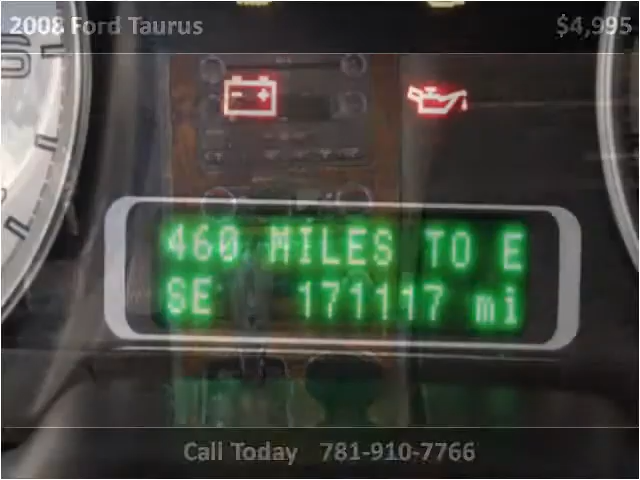 2008 Ford Taurus $4,995
460 MILES TO E
SE 171117 mi
Call Today 781-910-7766